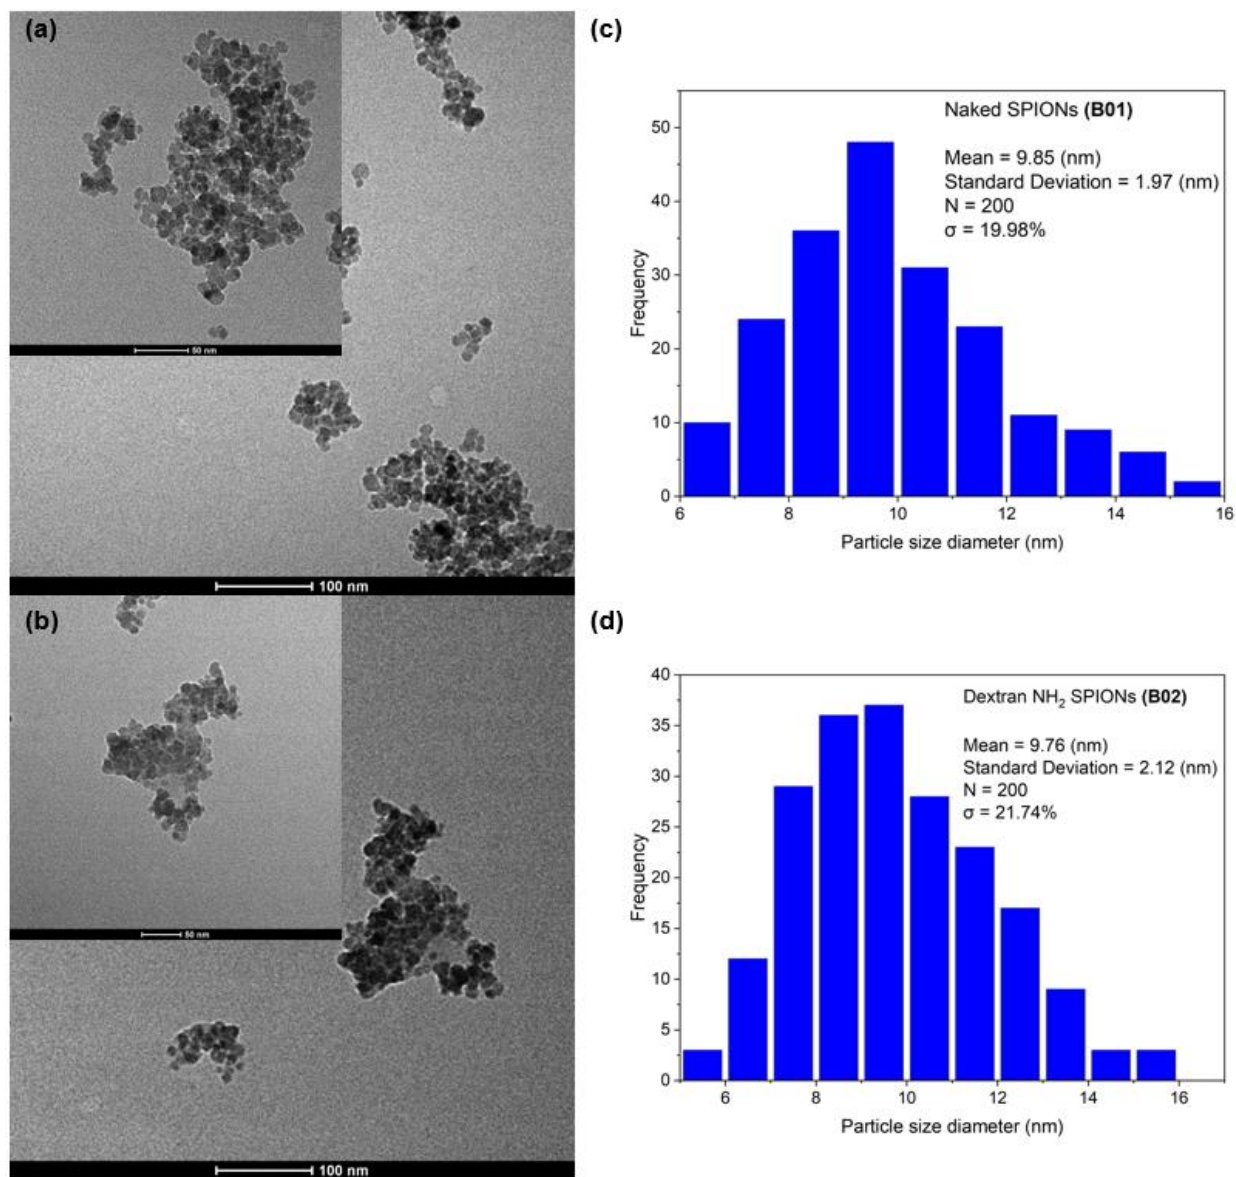 (a)
50 nm
100 nm
(b)
50 nm
100 nm
(c)
Naked SPIONs (B01)
Mean = 9.85 (nm)
Standard Deviation = 1.97 (nm)
N = 200
σ = 19.98%
Frequency
50
40
30
20
10
0
6 8 10 12 14 16
Particle size diameter (nm)
(d)
Dextran NH₂ SPIONs (B02)
Mean = 9.76 (nm)
Standard Deviation = 2.12 (nm)
N = 200
σ = 21.74%
Frequency
40
35
30
25
20
15
10
5
0
6 8 10 12 14 16
Particle size diameter (nm)